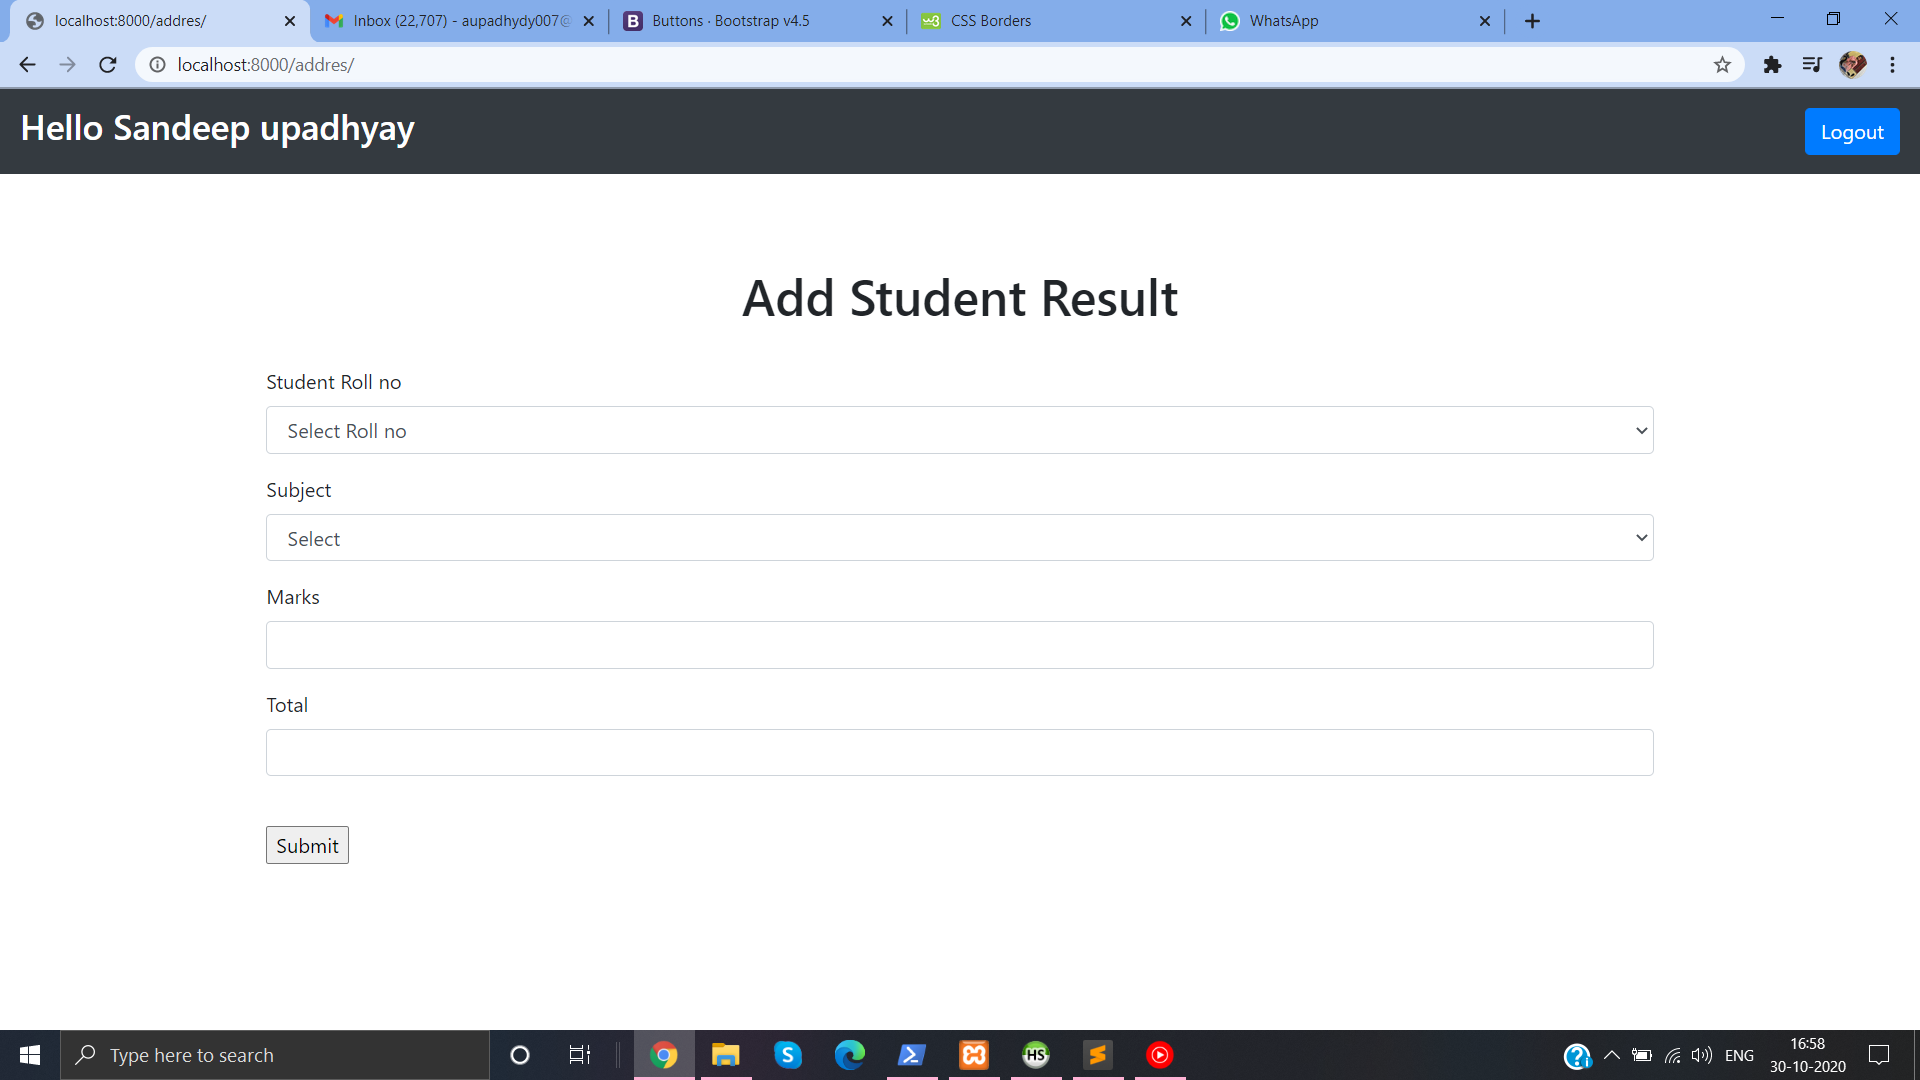 localhost:8000/addres/
Inbox (22,707) - aupadhydy007@
B Buttons · Bootstrap v4.5
w3 CSS Borders
WhatsApp
localhost:8000/addres/
Hello Sandeep upadhyay
Logout
Add Student Result
Student Roll no
Select Roll no
Subject
Select
Marks
Total
Submit
Type here to search
S
HS
ENG
16:58
30-10-2020